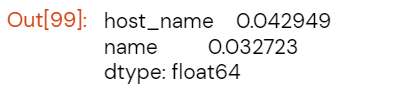 Out[99]: host_name 0.042949
name 0.032723
dtype: float64